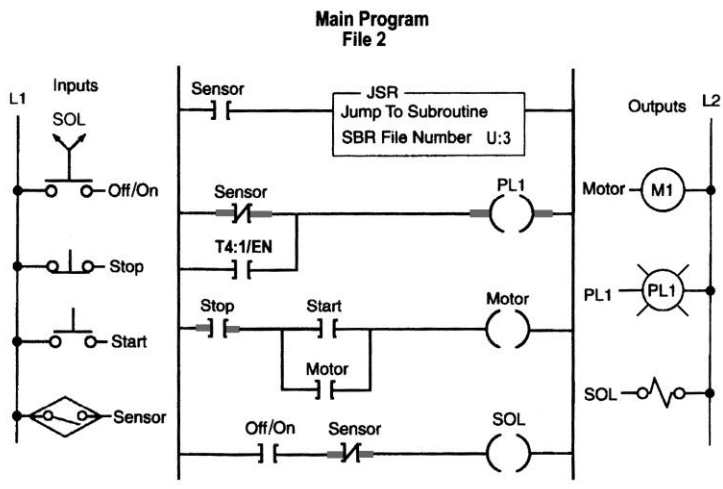 Main Program
File 2
L1
Inputs
SOL
Off/On
Stop
Start
Sensor
Sensor
JSR
Jump To Subroutine
SBR File Number U:3
Sensor
PL1
T4:1/EN
Stop
Start
Motor
Motor
Off/On
Sensor
SOL
Outputs
L2
Motor
M1
PL1
PL1
SOL